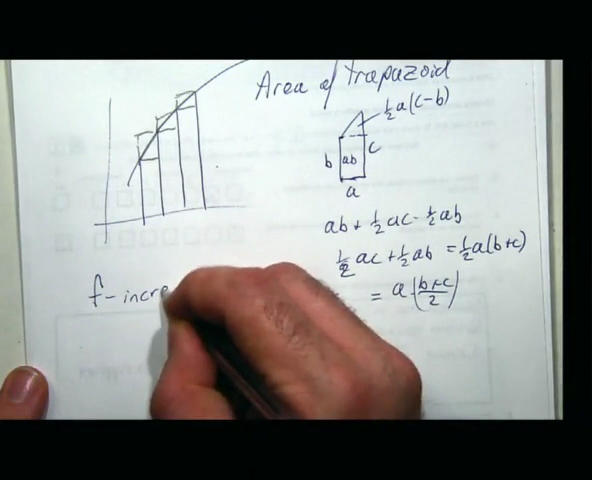 Area of trapazoid
½a(c-b)
b ab c
a
ab + ½ac - ½ab
½ac + ½ab = ½a(b+c)
= a(b+c/2)
f - incre